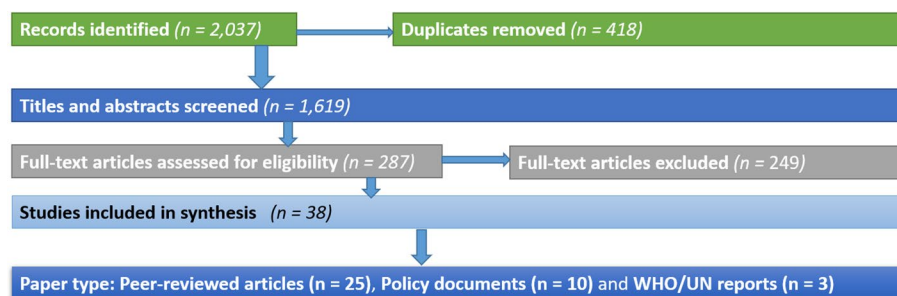 Records identified (n = 2,037)
Duplicates removed (n = 418)
Titles and abstracts screened (n = 1,619)
Full-text articles assessed for eligibility (n = 287)
Full-text articles excluded (n = 249)
Studies included in synthesis (n = 38)
Paper type: Peer-reviewed articles (n = 25), Policy documents (n = 10) and WHO/UN reports (n = 3)